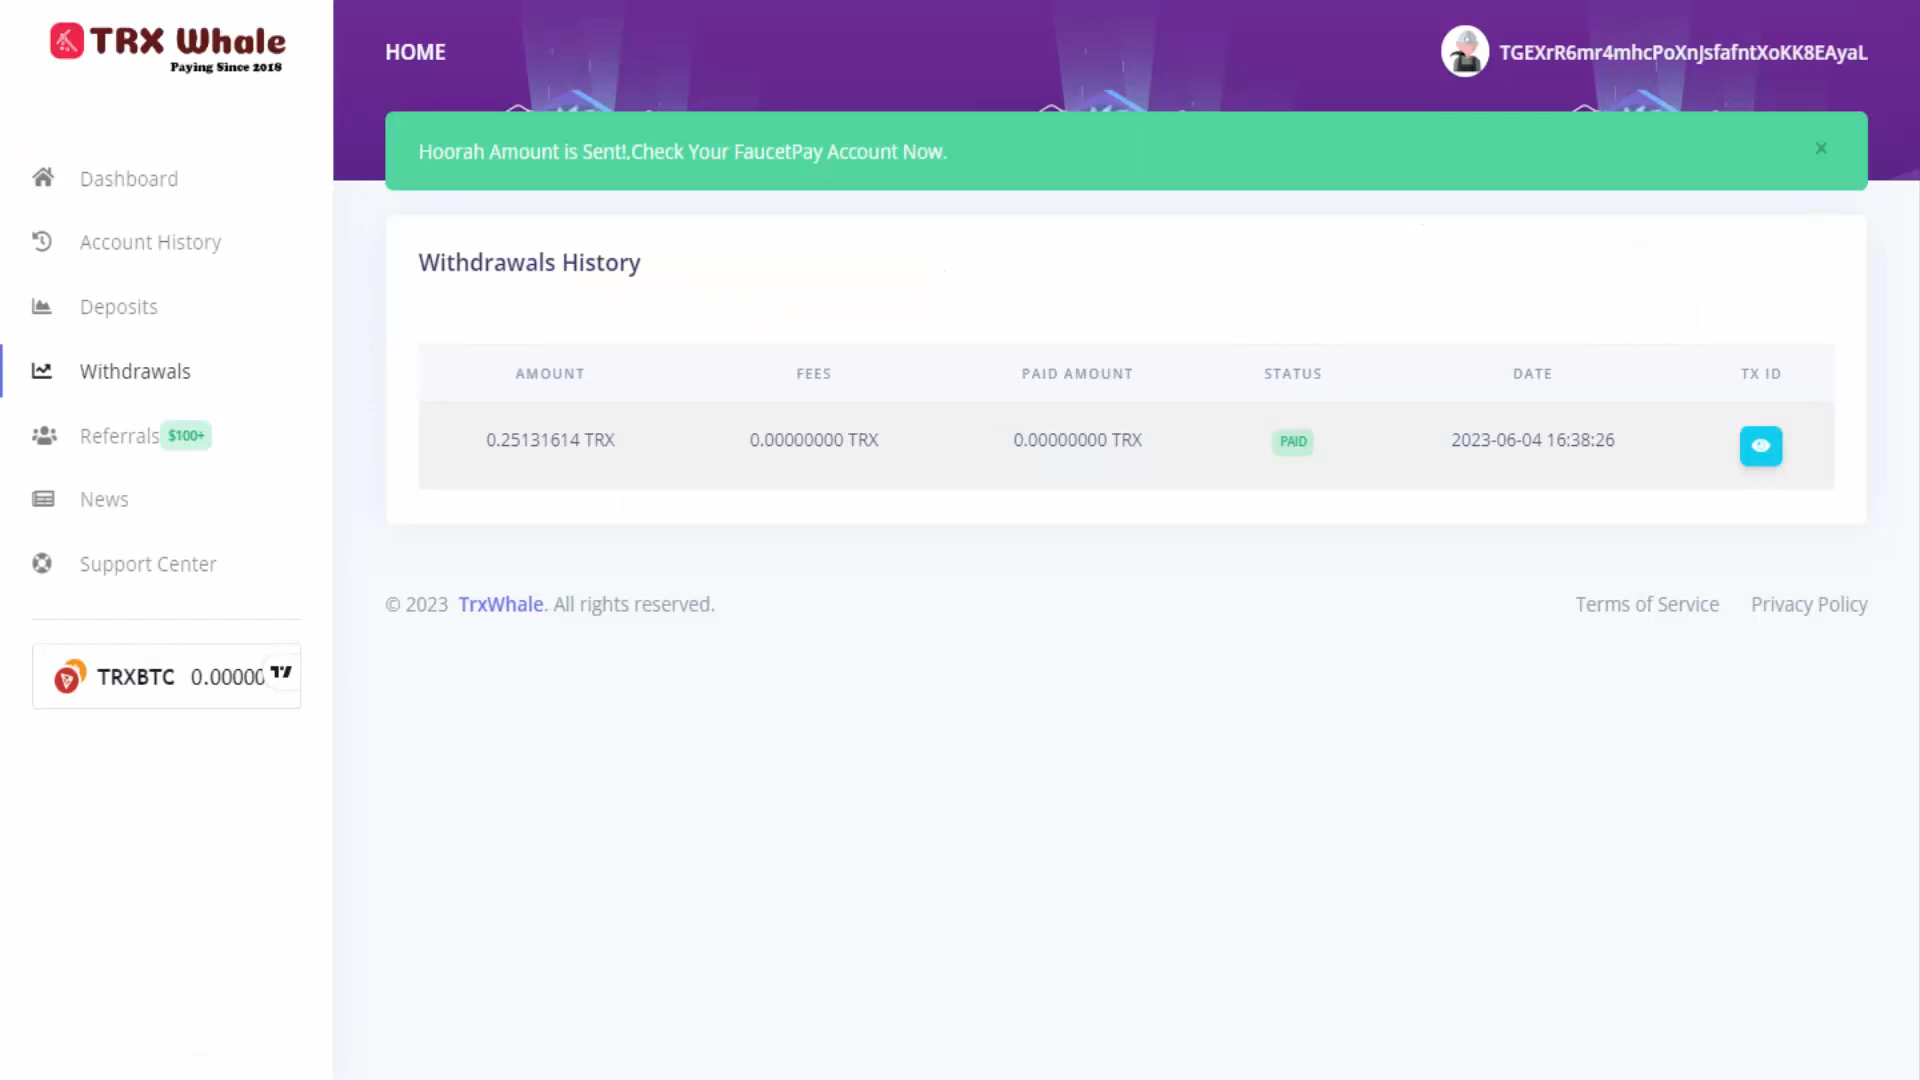 TRX Whale
Paying Since 2018
HOME
TGEXrR6mr4mhcPoXnJsfafntXoKK8EAyaL
Hoorah Amount is Sent!,Check Your FaucetPay Account Now.
×
Dashboard
Account History
Deposits
Withdrawals
Referrals $100+
News
Support Center
TRXBTC 0.00000
Withdrawals History
AMOUNT FEES PAID AMOUNT STATUS DATE TX ID
0.25131614 TRX 0.00000000 TRX 0.00000000 TRX PAID 2023-06-04 16:38:26
© 2023 TrxWhale. All rights reserved.
Terms of Service Privacy Policy